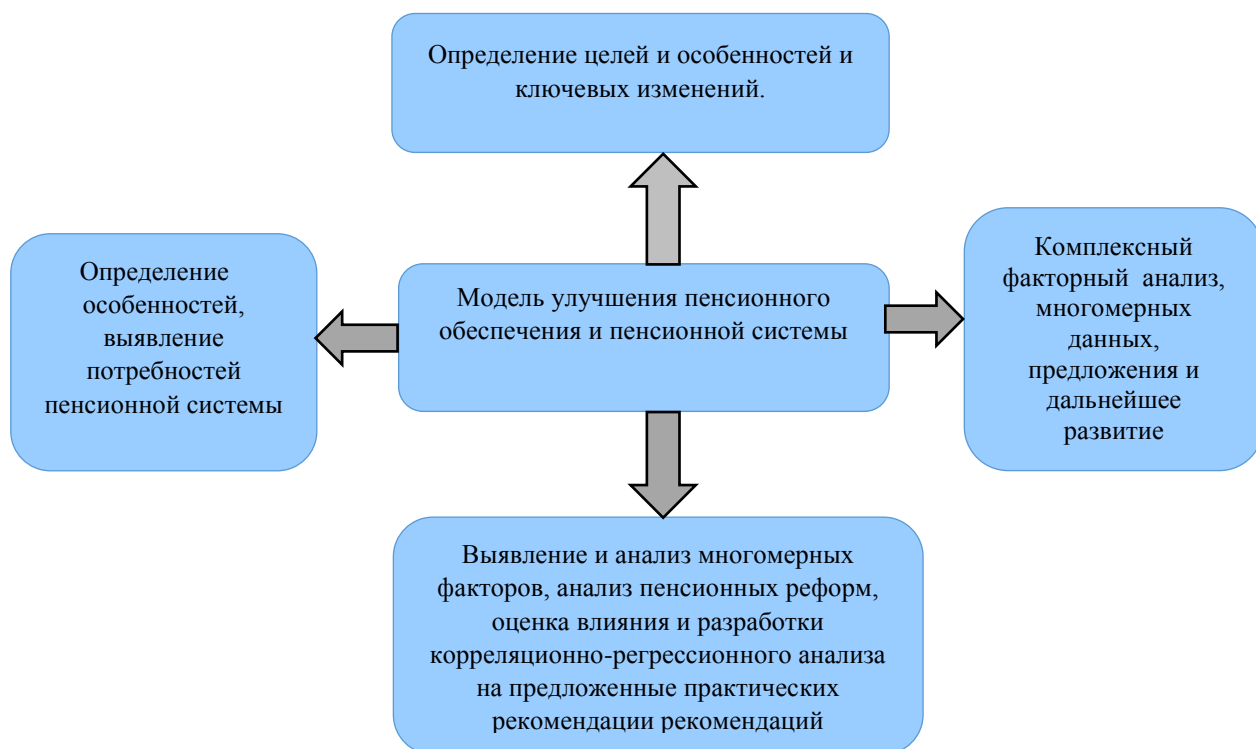 Определение целей и особенностей и
ключевых изменений.
Определение
особенностей,
выявление
потребностей
пенсионной системы
Модель улучшения пенсионного
обеспечения и пенсионной системы
Комплексный
факторный анализ,
многомерных
данных,
предложения и
дальнейшее
развитие
Выявление и анализ многомерных
факторов, анализ пенсионных реформ,
оценка влияния и разработки
корреляционно-регрессионного анализа
на предложенные практических
рекомендации рекомендаций